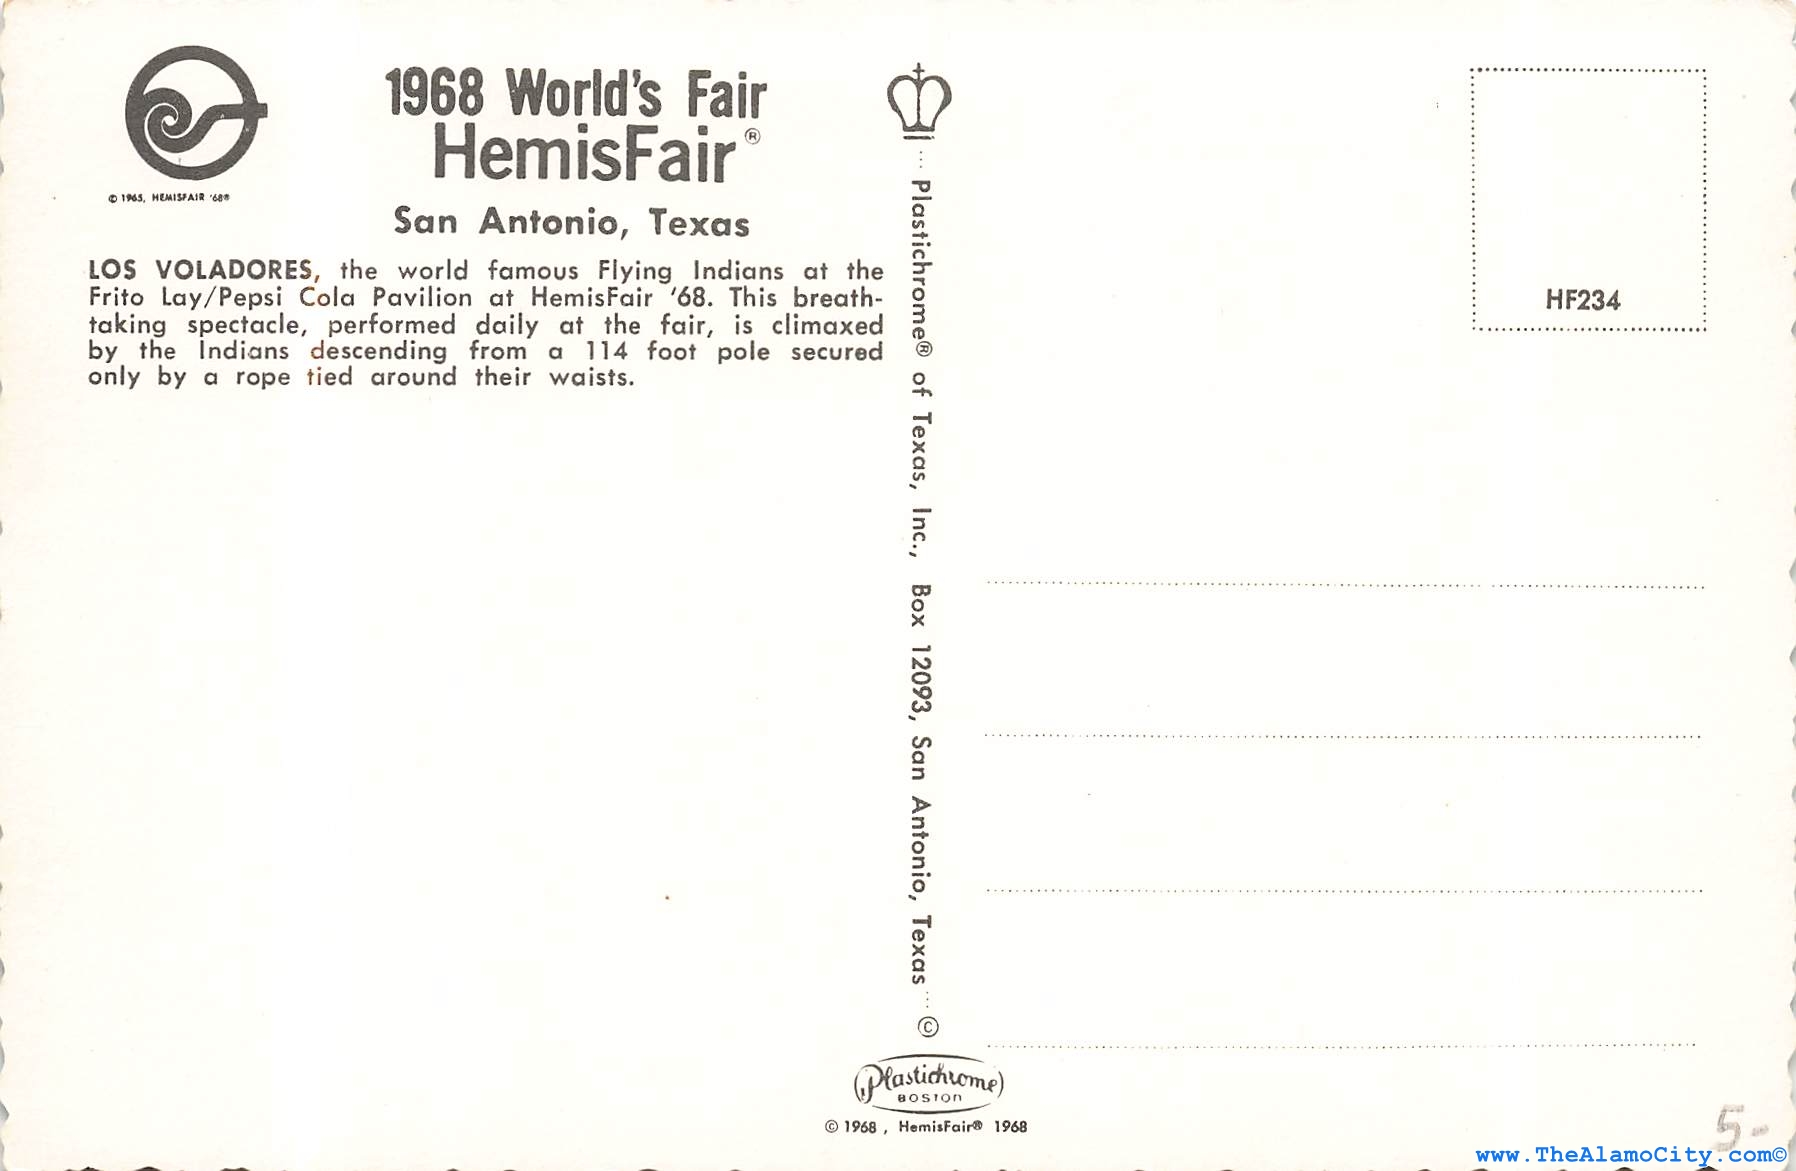 1968 World's Fair
HemisFair®
© 1965, HEMISFAIR '68®
San Antonio, Texas
LOS VOLADORES, the world famous Flying Indians at the
Frito Lay/Pepsi Cola Pavilion at HemisFair '68. This breath-
taking spectacle, performed daily at the fair, is climaxed
by the Indians descending from a 114 foot pole secured
only by a rope tied around their waists.
Plastichrome® of Texas, Inc., Box 12093, San Antonio, Texas ©
HF234
Plastichrome
BOSTON
© 1968, HemisFair® 1968
5-
www.TheAlamoCity.com©